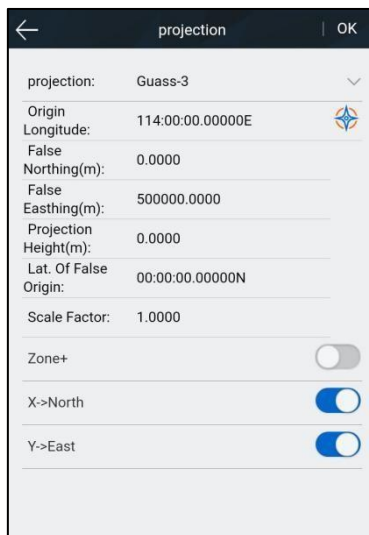 projection
OK
projection: Guass-3
Origin
Longitude: 114:00:00.00000E
False
Northing(m): 0.0000
False
Easting(m): 500000.0000
Projection
Height(m): 0.0000
Lat. Of False
Origin: 00:00:00.00000N
Scale Factor: 1.0000
Zone+
X->North
Y->East